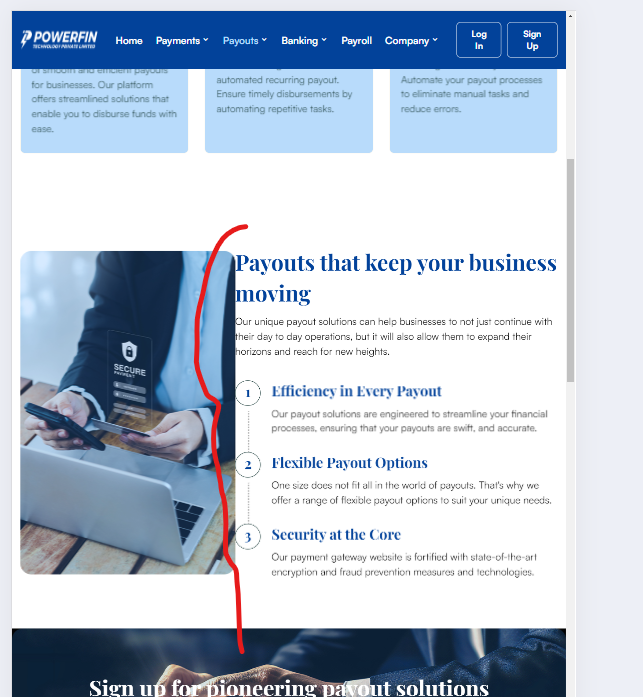 POWERFIN
TECHNOLOGY PRIVATE LIMITED
Home Payments Payouts Banking Payroll Company
Log In
Sign Up
of smooth and efficient payouts
for businesses. Our platform
offers streamlined solutions that
enable you to disburse funds with
ease.
automated recurring payout.
Ensure timely disbursements by
automating repetitive tasks.
Automate your payout processes
to eliminate manual tasks and
reduce errors.
SECURE
PAYMENT
Payouts that keep your business
moving
Our unique payout solutions can help businesses to not just continue with
their day to day operations, but it will also allow them to expand their
horizons and reach for new heights.
1 Efficiency in Every Payout
Our payout solutions are engineered to streamline your financial
processes, ensuring that your payouts are swift, and accurate.
2 Flexible Payout Options
One size does not fit all in the world of payouts. That's why we
offer a range of flexible payout options to suit your unique needs.
3 Security at the Core
Our payment gateway website is fortified with state-of-the-art
encryption and fraud prevention measures and technologies.
Sign up for pioneering payout solutions